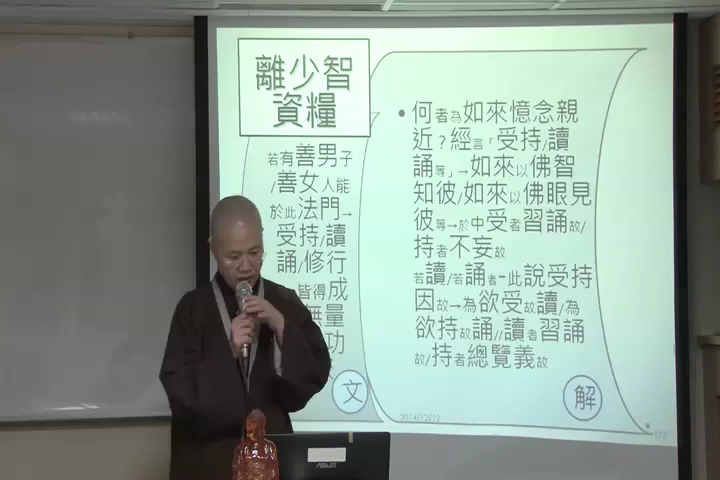 離少智
資糧
若有善男子
/善女人能
於此法門→
受持/讀
誦/修行
皆得成
無量
功
文
•何者為如來憶念親
近？經言『受持/讀
誦等』→如來以佛智
知彼/如來以佛眼見
彼等→於中受者習誦故/
持者不妄故
若讀/若誦者-此說受持
因故→為欲受故讀/為
欲持故誦//讀者習誦
故/持者總覽義故
解
2014/12/12
ASUS